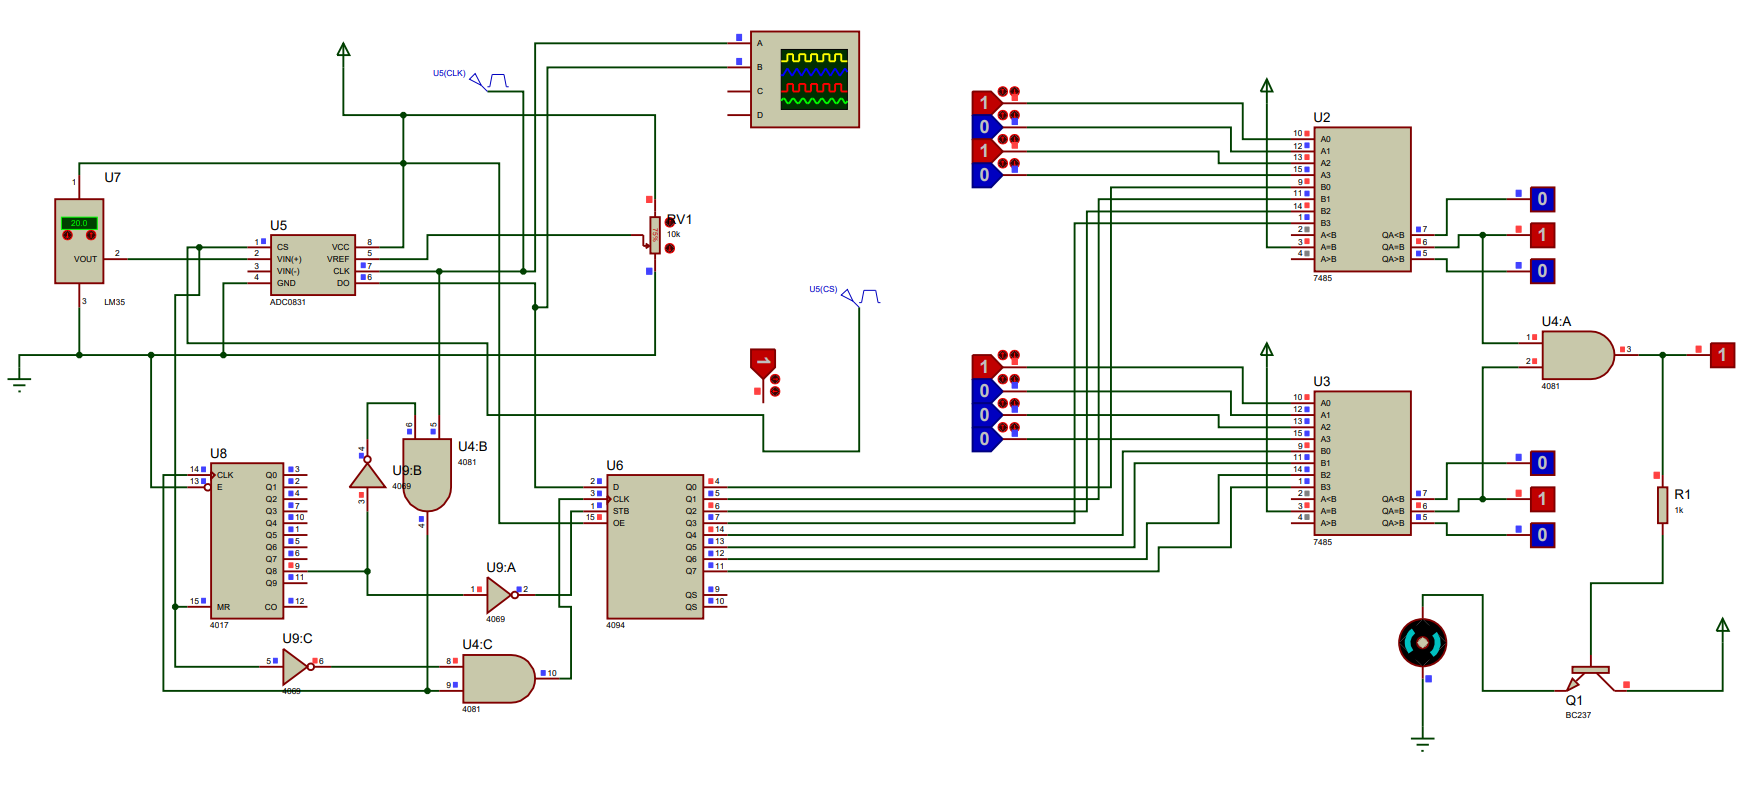 U5(CLK)
A
B
C
D
U7
1
20.0
VOUT
2
3
LM35
U5
1
CS
2
VIN(+)
3
VIN(-)
4
GND
VCC
8
VREF
5
CLK
7
DO
6
ADC0831
RV1
75%
10k
U5(CS)
1
U2
1
0
1
0
10
A0
12
A1
13
A2
15
A3
9
B0
11
B1
14
B2
1
B3
2
A<B
QA<B
7
3
A=B
QA=B
6
4
A>B
QA>B
5
7485
0
1
0
U3
1
0
0
0
10
A0
12
A1
13
A2
15
A3
9
B0
11
B1
14
B2
1
B3
2
A<B
QA<B
7
3
A=B
QA=B
6
4
A>B
QA>B
5
7485
0
1
0
U4:A
1
2
3
4081
1
R1
1k
Q1
BC237
U8
14
CLK
13
E
15
MR
Q0
3
Q1
2
Q2
4
Q3
7
Q4
10
Q5
1
Q6
5
Q7
6
Q8
9
Q9
11
CO
12
4017
U9:B
4
3
4069
U4:B
6
5
4
4081
U9:A
1
2
4069
U9:C
5
6
4069
U4:C
8
9
10
4081
U6
2
D
3
CLK
1
STB
15
OE
Q0
4
Q1
5
Q2
6
Q3
7
Q4
14
Q5
13
Q6
12
Q7
11
QS
9
QS
10
4094